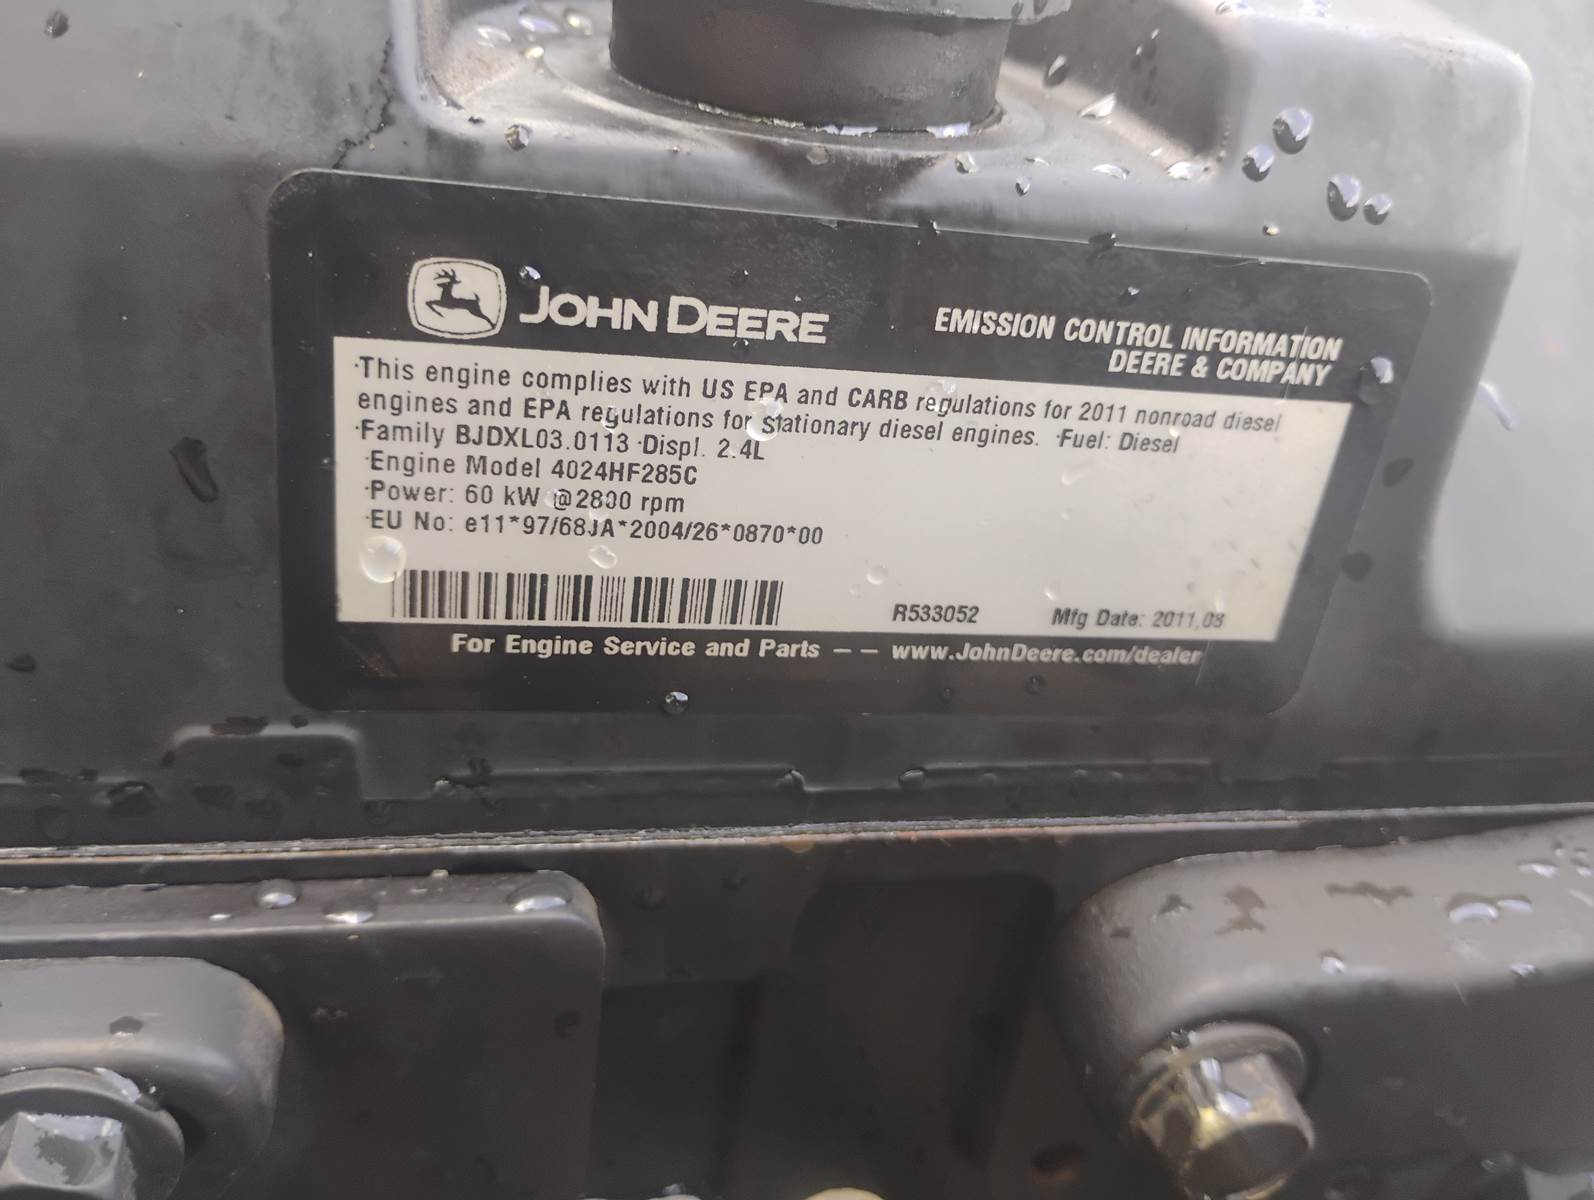 JOHN DEERE
EMISSION CONTROL INFORMATION
DEERE & COMPANY
·This engine complies with US EPA and CARB regulations for 2011 nonroad diesel
engines and EPA regulations for stationary diesel engines. ·Fuel: Diesel
·Family BJDXL03.0113 ·Displ. 2.4L
·Engine Model 4024HF285C
·Power: 60 kW @2800 rpm
·EU No: e11*97/68JA*2004/26*0870*00
R533052 Mfg Date: 2011,08
For Engine Service and Parts – – www.JohnDeere.com/dealer